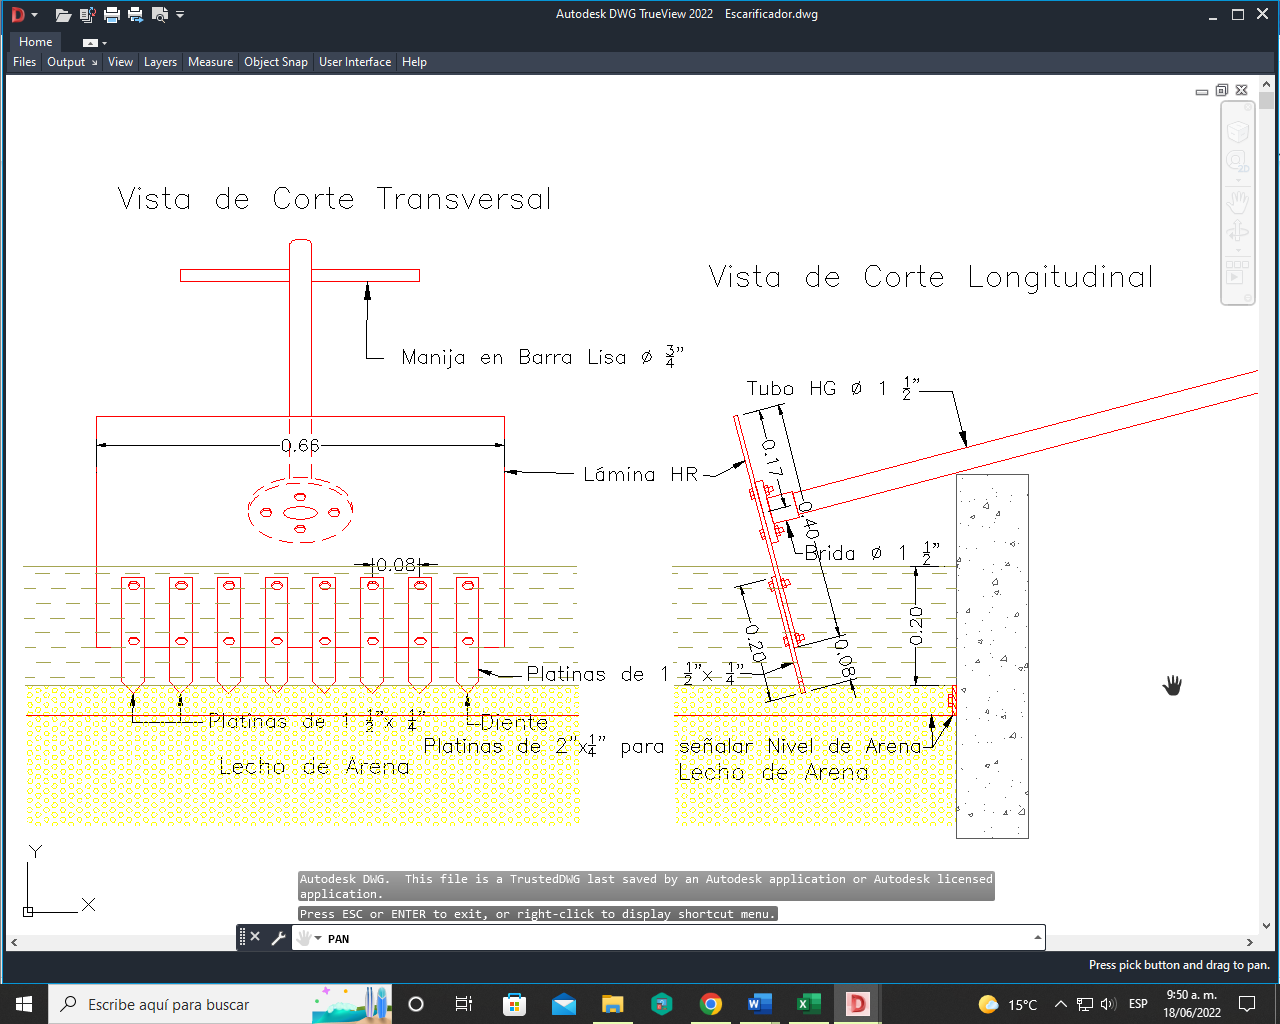 Autodesk DWG TrueView 2022 Escarificador.dwg
Home
Files Output View Layers Measure Object Snap User Interface Help
Vista de Corte Transversal
Vista de Corte Longitudinal
Manija en Barra Lisa Ø 3/4"
Tubo HG Ø 1 1/2"
0.66
0.17
Lámina HR
0.40
Brida Ø 1 1/2"
0.08
0.20
0.20
0.08
Platinas de 1 1/2"x 1/4"
Platinas de 1 1/2"x 1/4"
Diente
Platinas de 2"x1/4" para señalar Nivel de Arena
Lecho de Arena
Lecho de Arena
Y
X
Autodesk DWG. This file is a TrustedDWG last saved by an Autodesk application or Autodesk licensed
application.
Press ESC or ENTER to exit, or right-click to display shortcut menu.
PAN
Press pick button and drag to pan.
Escribe aquí para buscar
15°C
ESP
9:50 a. m.
18/06/2022